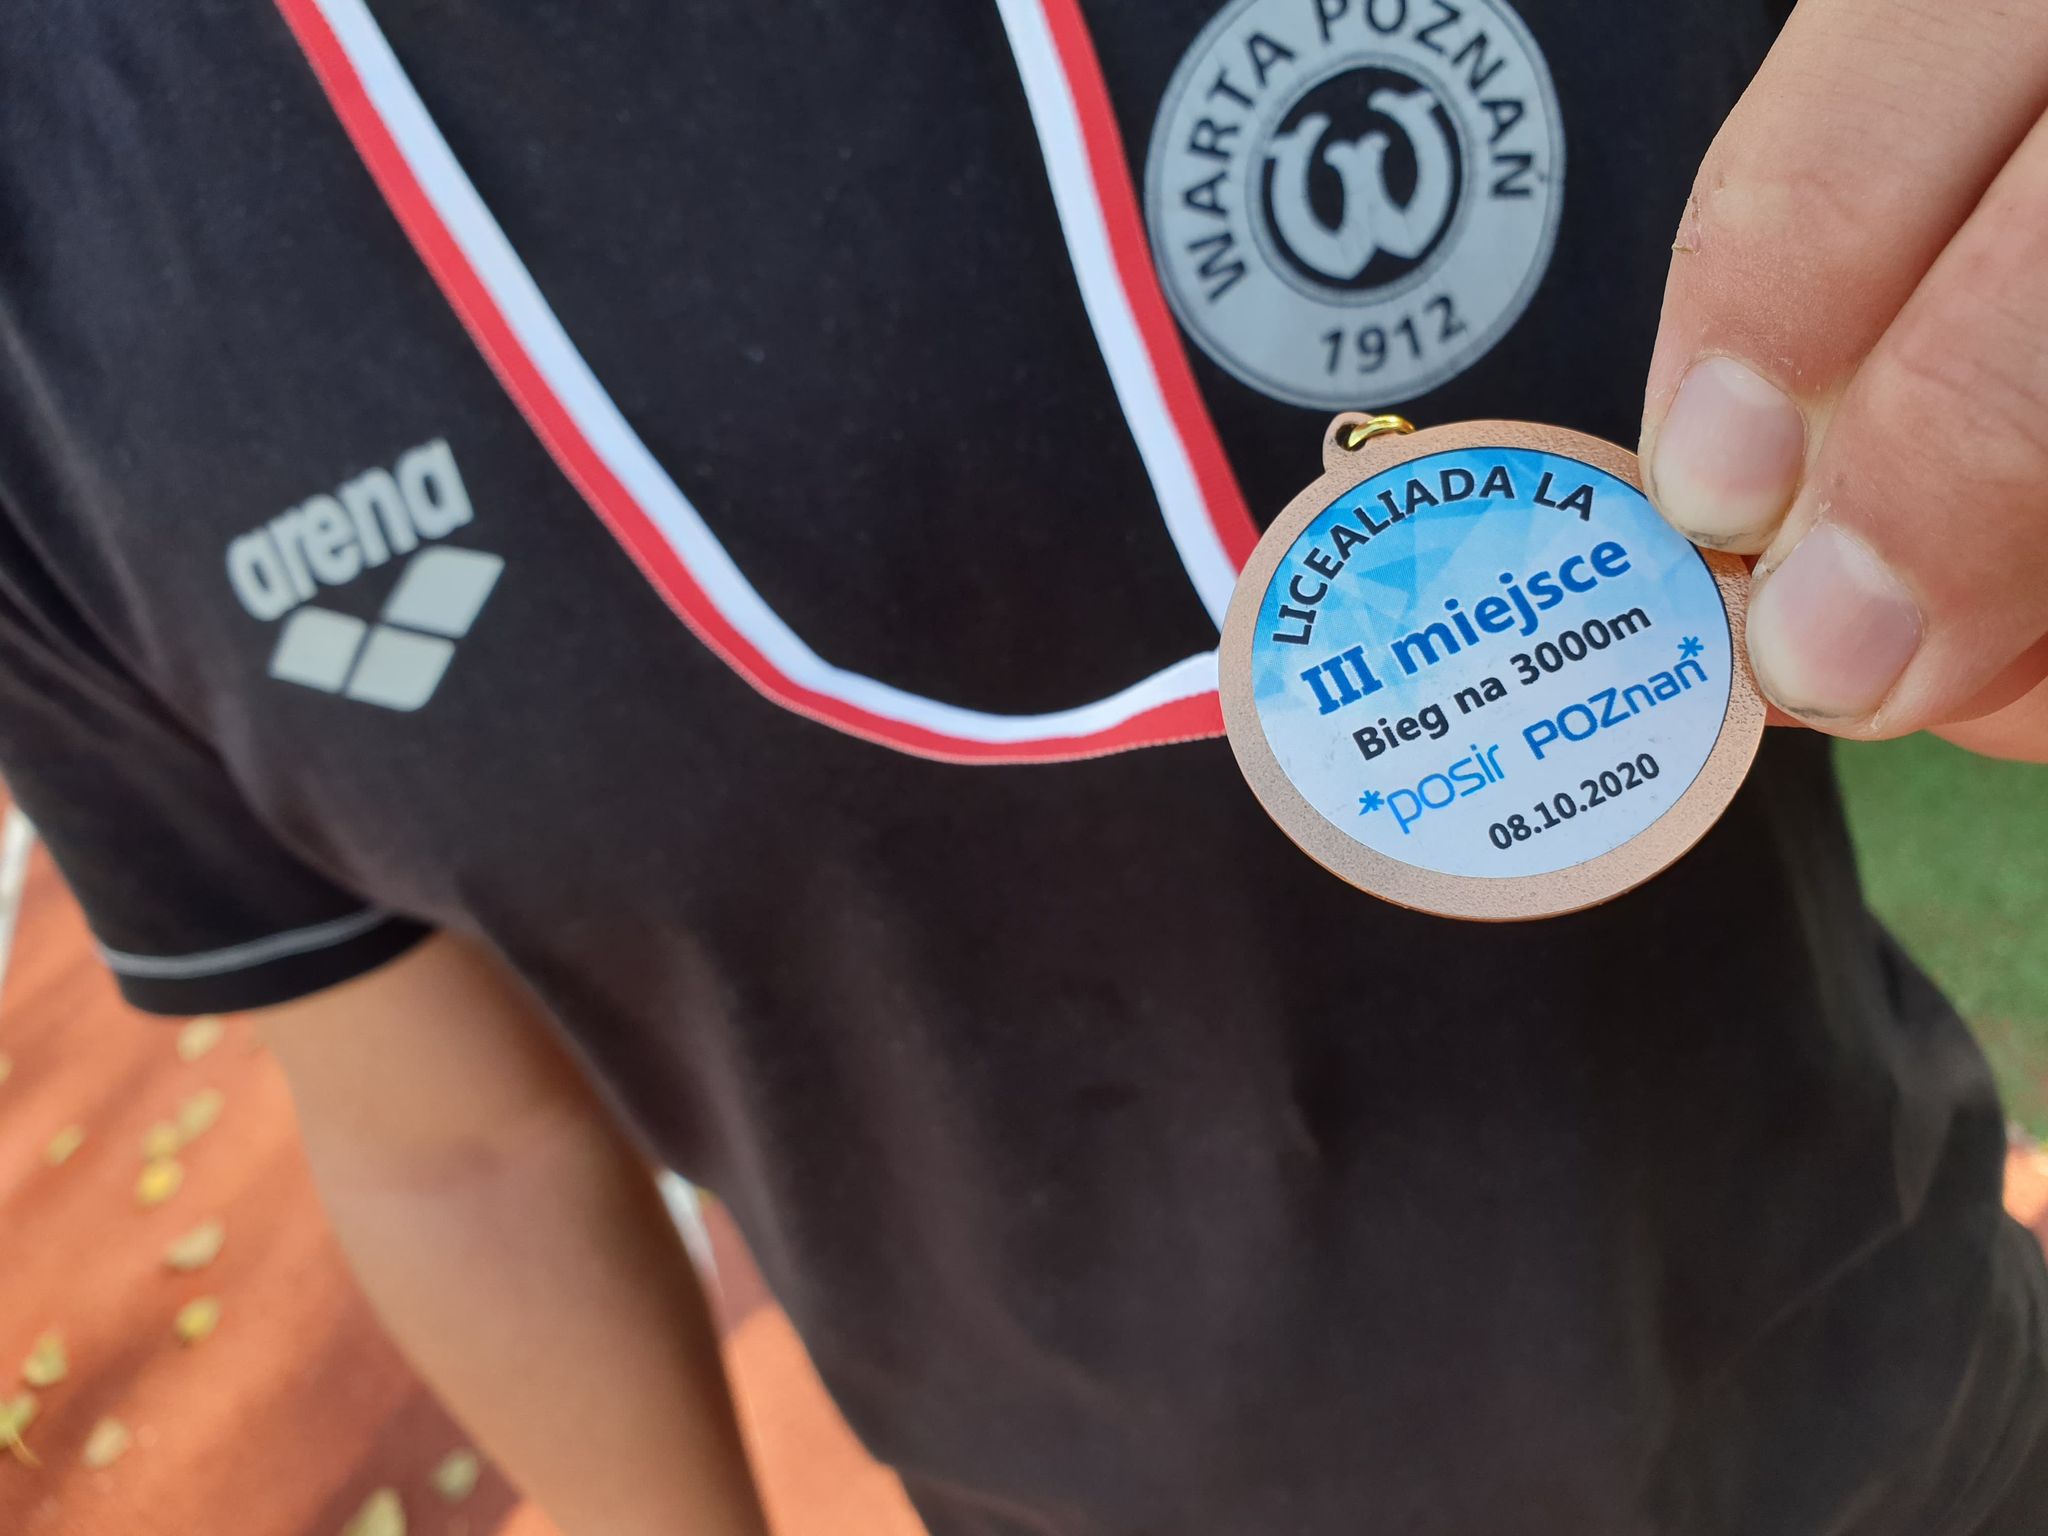 WARTA POZNAŃ
W
1912
arena
LICEALIADA LA
III miejsce
Bieg na 3000m
*posir POZnań*
08.10.2020